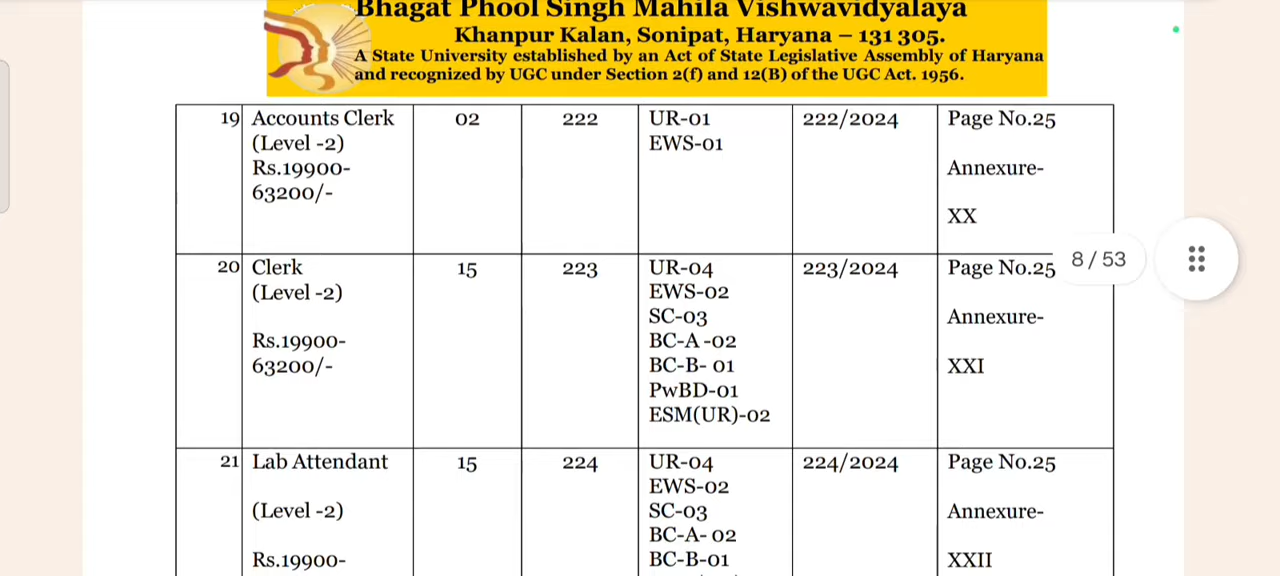 Bhagat Phool Singh Mahila Vishwavidyalaya
Khanpur Kalan, Sonipat, Haryana – 131 305.
A State University established by an Act of State Legislative Assembly of Haryana
and recognized by UGC under Section 2(f) and 12(B) of the UGC Act. 1956.
19 Accounts Clerk 02 222 UR-01 222/2024 Page No.25
(Level -2) EWS-01
Rs.19900- Annexure-
63200/-
XX
8 / 53
20 Clerk 15 223 UR-04 223/2024 Page No.25
(Level -2) EWS-02
SC-03 Annexure-
Rs.19900- BC-A -02
63200/- BC-B- 01 XXI
PwBD-01
ESM(UR)-02
21 Lab Attendant 15 224 UR-04 224/2024 Page No.25
EWS-02
(Level -2) SC-03 Annexure-
BC-A- 02
Rs.19900- BC-B-01 XXII